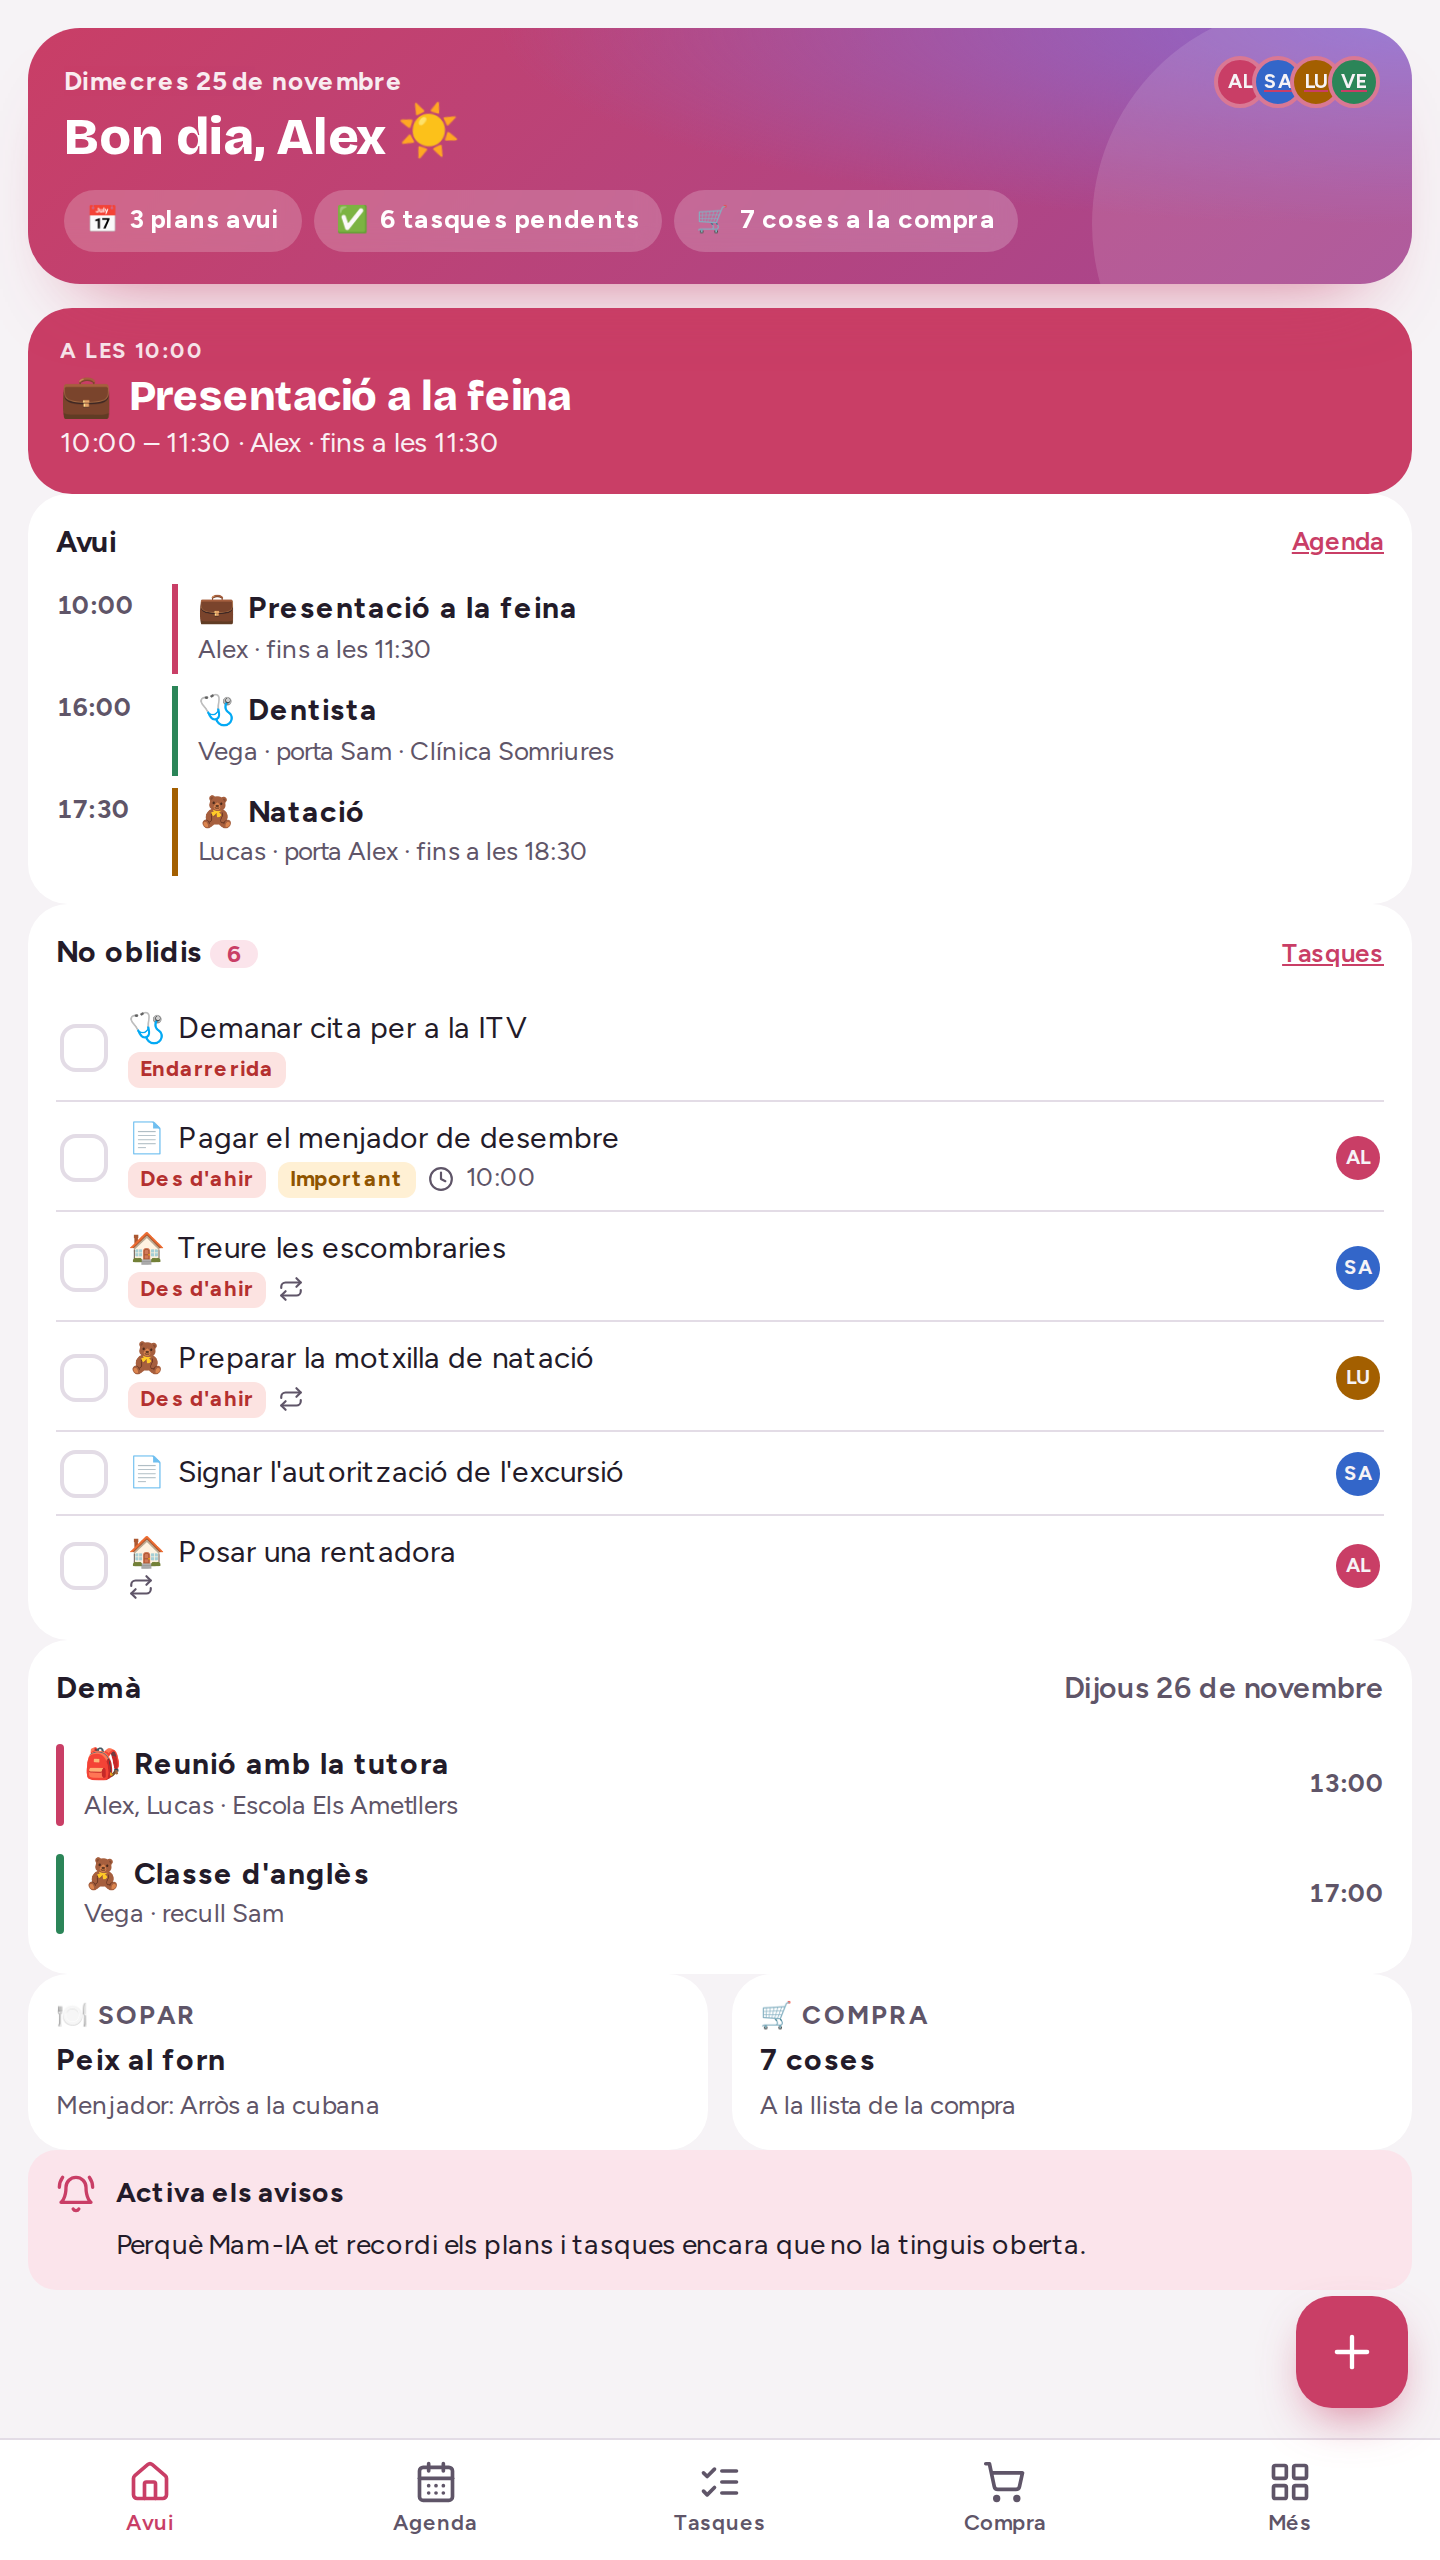 Dimecres 25 de novembre
AL SA LU VE
Bon dia, Alex
3 plans avui
6 tasques pendents
7 coses a la compra
A LES 10:00
Presentació a la feina
10:00 – 11:30 · Alex · fins a les 11:30
Avui
Agenda
10:00
Presentació a la feina
Alex · fins a les 11:30
16:00
Dentista
Vega · porta Sam · Clínica Somriures
17:30
Natació
Lucas · porta Alex · fins a les 18:30
No oblidis 6
Tasques
Demanar cita per a la ITV
Endarrerida
Pagar el menjador de desembre
Des d'ahir Important 10:00
AL
Treure les escombraries
Des d'ahir
SA
Preparar la motxilla de natació
Des d'ahir
LU
Signar l'autorització de l'excursió
SA
Posar una rentadora
AL
Demà
Dijous 26 de novembre
Reunió amb la tutora
Alex, Lucas · Escola Els Ametllers
13:00
Classe d'anglès
Vega · recull Sam
17:00
SOPAR
Peix al forn
Menjador: Arròs a la cubana
COMPRA
7 coses
A la llista de la compra
Activa els avisos
Perquè Mam-IA et recordi els plans i tasques encara que no la tinguis oberta.
Avui
Agenda
Tasques
Compra
Més